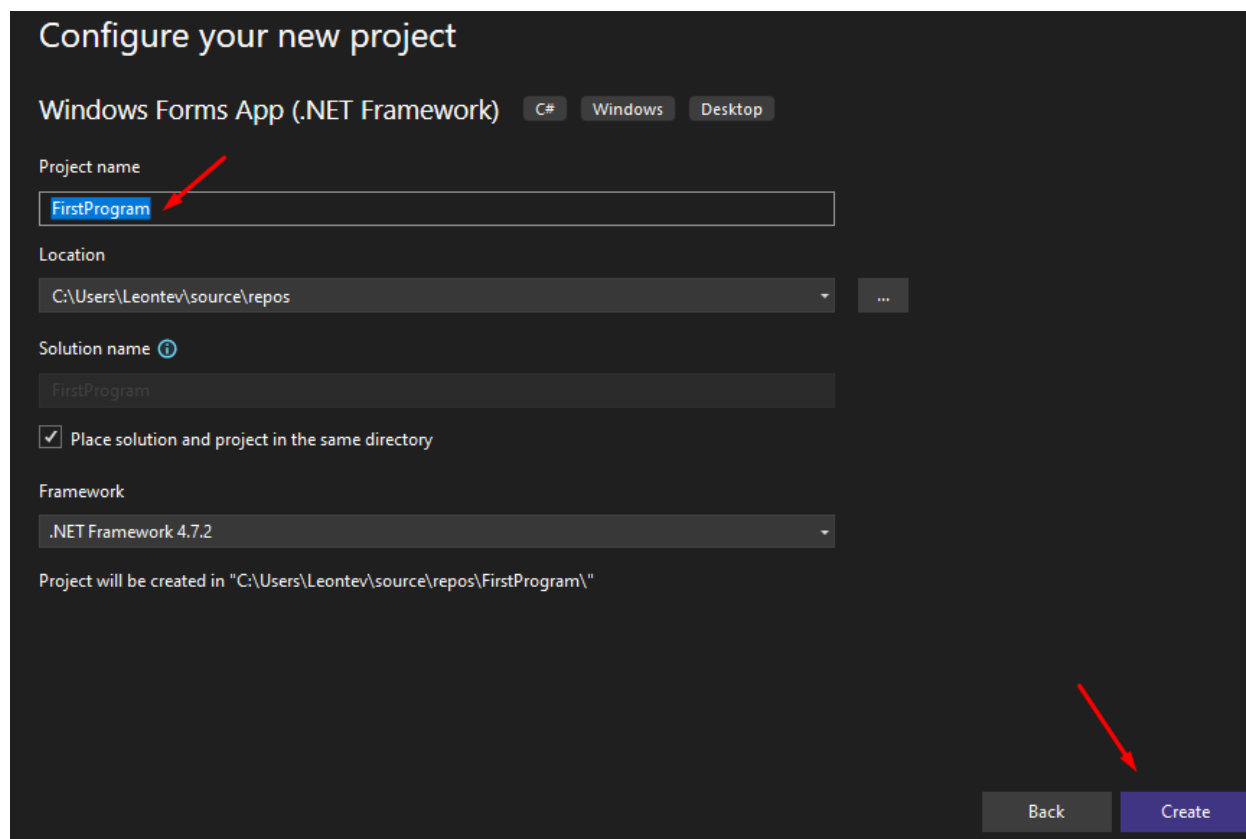 Configure your new project
Windows Forms App (.NET Framework) C# Windows Desktop
Project name
FirstProgram
Location
C:\Users\Leontev\source\repos
...
Solution name
FirstProgram
Place solution and project in the same directory
Framework
.NET Framework 4.7.2
Project will be created in "C:\Users\Leontev\source\repos\FirstProgram\"
Back Create